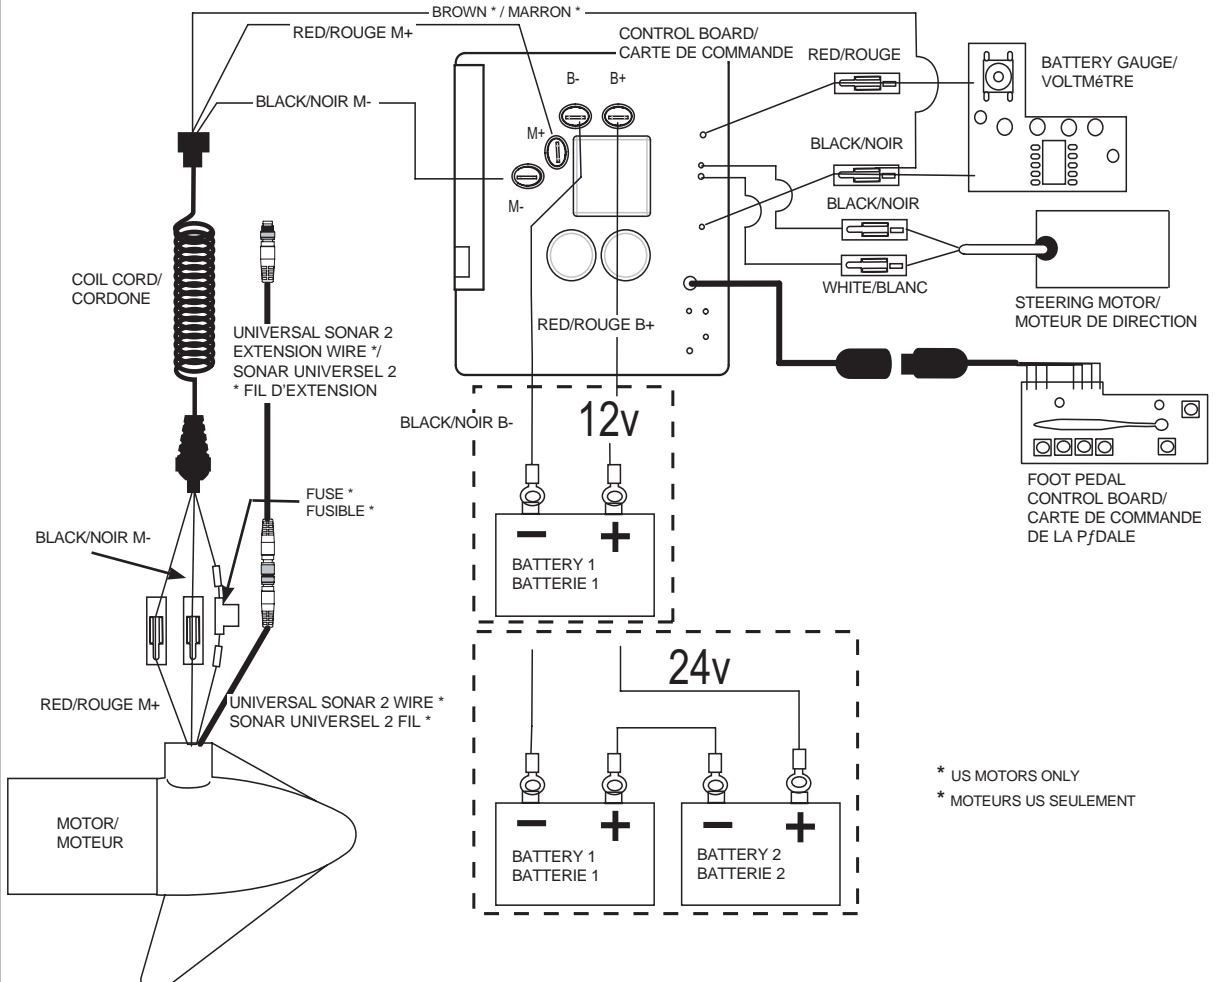 BROWN * / MARRON *
RED/ROUGE M+
CONTROL BOARD/
CARTE DE COMMANDE
RED/ROUGE
BATTERY GAUGE/
VOLTMéTRE
B-
B+
BLACK/NOIR M-
M+
BLACK/NOIR
M-
BLACK/NOIR
COIL CORD/
CORDONE
WHITE/BLANC
STEERING MOTOR/
MOTEUR DE DIRECTION
UNIVERSAL SONAR 2
EXTENSION WIRE */
SONAR UNIVERSEL 2
* FIL D'EXTENSION
RED/ROUGE B+
BLACK/NOIR B-
12v
FOOT PEDAL
CONTROL BOARD/
CARTE DE COMMANDE
DE LA PƒDALE
FUSE *
FUSIBLE *
BLACK/NOIR M-
− +
BATTERY 1
BATTERIE 1
24v
RED/ROUGE M+
UNIVERSAL SONAR 2 WIRE *
SONAR UNIVERSEL 2 FIL *
* US MOTORS ONLY
* MOTEURS US SEULEMENT
MOTOR/
MOTEUR
− +
BATTERY 1
BATTERIE 1
− +
BATTERY 2
BATTERIE 2